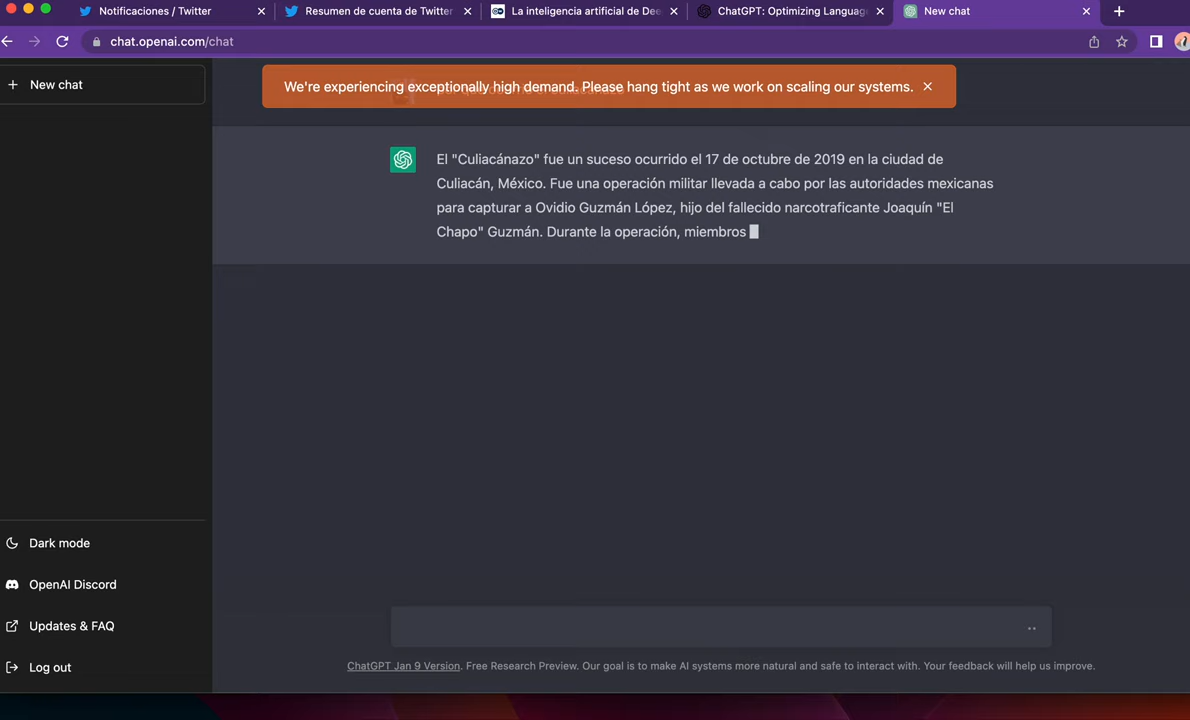 Notificaciones / Twitter
Resumen de cuenta de Twitter
La inteligencia artificial de Dee
ChatGPT: Optimizing Languag
New chat
chat.openai.com/chat
New chat
We're experiencing exceptionally high demand. Please hang tight as we work on scaling our systems.
El "Culiacánazo" fue un suceso ocurrido el 17 de octubre de 2019 en la ciudad de
Culiacán, México. Fue una operación militar llevada a cabo por las autoridades mexicanas
para capturar a Ovidio Guzmán López, hijo del fallecido narcotraficante Joaquín "El
Chapo" Guzmán. Durante la operación, miembros
Dark mode
OpenAI Discord
Updates & FAQ
Log out
ChatGPT Jan 9 Version. Free Research Preview. Our goal is to make AI systems more natural and safe to interact with. Your feedback will help us improve.